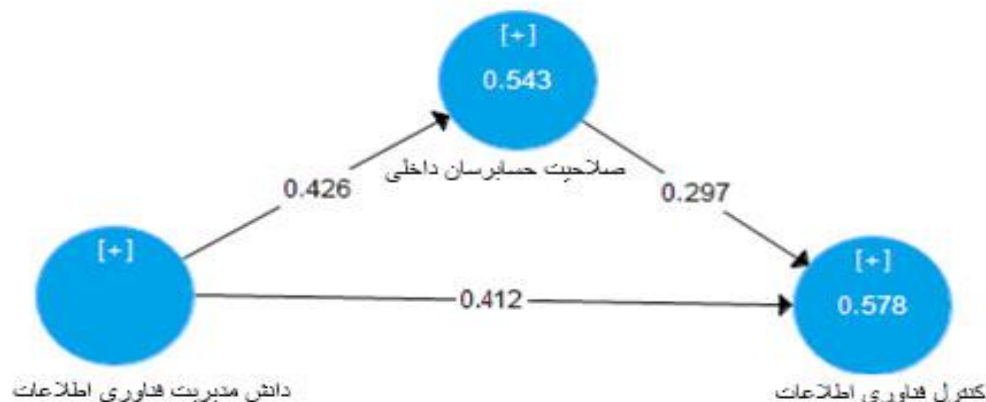 [+]
0.543
صلاحیت حسابرسان داخلی
0.426
0.297
[+]
[+]
0.412
0.578
دانش مدیریت فناوری اطلاعات
کنترل فناوری اطلاعات